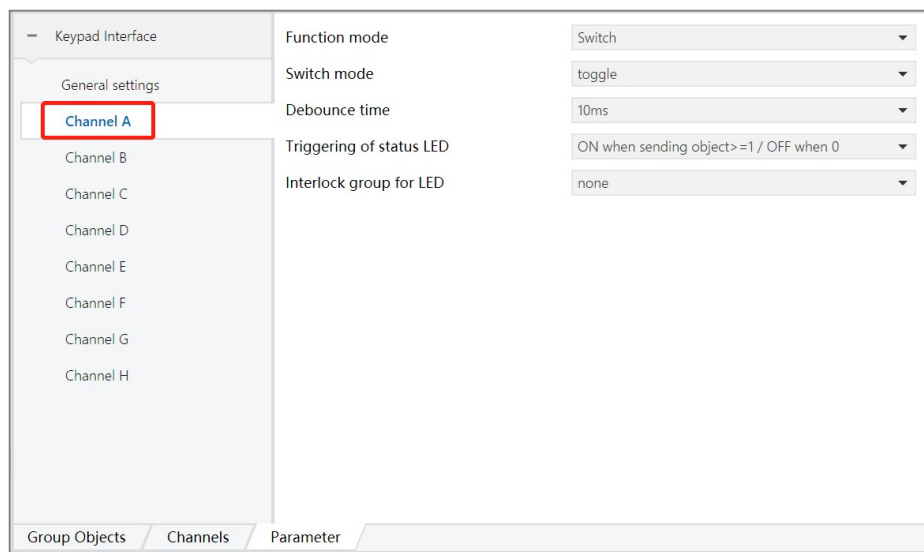 Keypad Interface
General settings
Channel A
Channel B
Channel C
Channel D
Channel E
Channel F
Channel G
Channel H
Function mode Switch
Switch mode toggle
Debounce time 10ms
Triggering of status LED ON when sending object>=1 / OFF when 0
Interlock group for LED none
Group Objects Channels Parameter